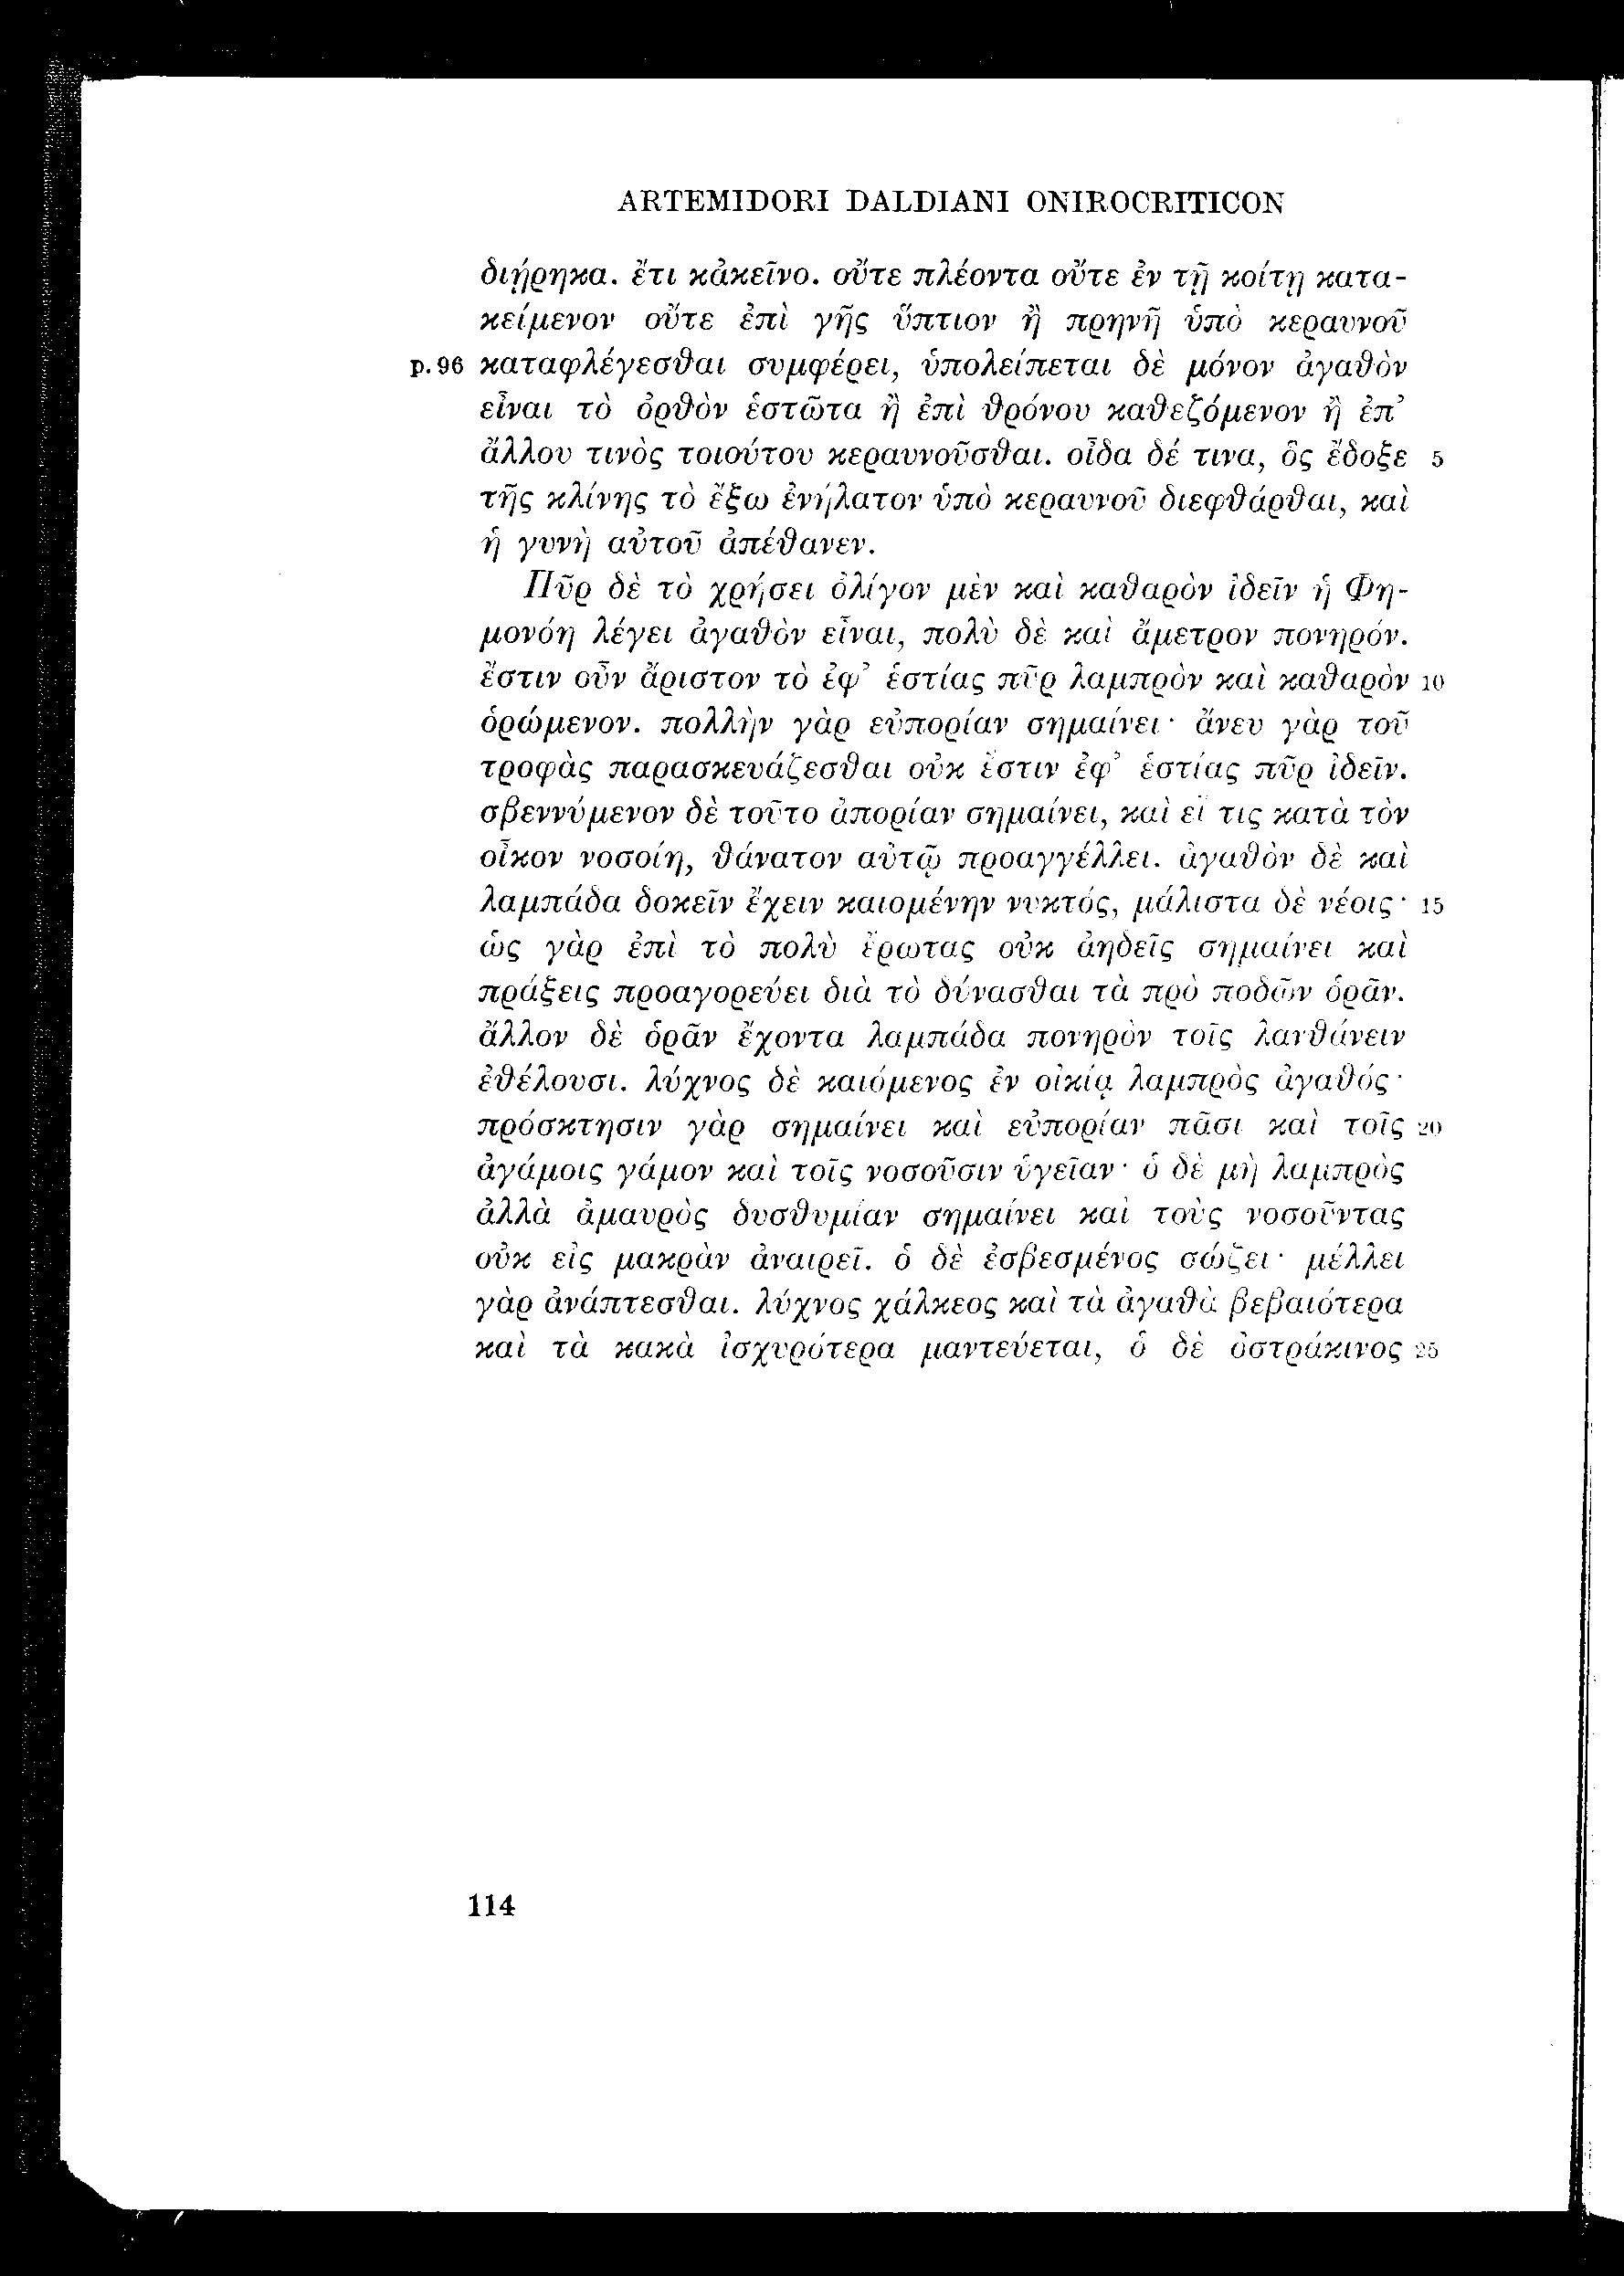 ARTEMIDORI DALDIANI ONIROCRITICON
διῄρηκα. ἔτι κἀκεῖνο. οὔτε πλέοντα οὔτε ἐν τῇ κοίτῃ κατα-
κείμενον οὔτε ἐπὶ γῆς ὕπτιον ἢ πρηνῆ ὑπὸ κεραυνοῦ
p. 96 καταφλέγεσθαι συμφέρει, ὑπολείπεται δὲ μόνον ἀγαθὸν
εἶναι τὸ ὀρθὸν ἑστῶτα ἢ ἐπὶ θρόνου καθεζόμενον ἢ ἐπ’
ἄλλου τινὸς τοιούτου κεραυνοῦσθαι. οἶδα δέ τινα, ὃς ἔδοξε 5
τῆς κλίνης τὸ ἔξω ἐνήλατον ὑπὸ κεραυνοῦ διεφθάρθαι, καὶ
ἡ γυνὴ αὐτοῦ ἀπέθανεν.
Πῦρ δὲ τὸ χρήσει ὀλίγον μὲν καὶ καθαρὸν ἰδεῖν ἡ Φη-
μονόη λέγει ἀγαθὸν εἶναι, πολὺ δὲ καὶ ἄμετρον πονηρόν.
ἔστιν οὖν ἄριστον τὸ ἐφ’ ἑστίας πῦρ λαμπρὸν καὶ καθαρὸν 10
ὁρώμενον. πολλὴν γὰρ εὐπορίαν σημαίνει· ἄνευ γὰρ τοῦ
τροφὰς παρασκευάζεσθαι οὐκ ἔστιν ἐφ’ ἑστίας πῦρ ἰδεῖν.
σβεννύμενον δὲ τοῦτο ἀπορίαν σημαίνει, καὶ εἴ τις κατὰ τὸν
οἶκον νοσοίη, θάνατον αὐτῷ προαγγέλλει. ἀγαθὸν δὲ καὶ
λαμπάδα δοκεῖν ἔχειν καιομένην νυκτός, μάλιστα δὲ νέοις· 15
ὡς γὰρ ἐπὶ τὸ πολὺ ἔρωτας οὐκ ἀηδεῖς σημαίνει καὶ
πράξεις προαγορεύει διὰ τὸ δύνασθαι τὰ πρὸ ποδῶν ὁρᾶν.
ἄλλον δὲ ὁρᾶν ἔχοντα λαμπάδα πονηρὸν τοῖς λανθάνειν
ἐθέλουσι. λύχνος δὲ καιόμενος ἐν οἰκίᾳ λαμπρὸς ἀγαθός·
πρόσκτησιν γὰρ σημαίνει καὶ εὐπορίαν πᾶσι καὶ τοῖς 20
ἀγάμοις γάμον καὶ τοῖς νοσοῦσιν ὑγεῖαν· ὁ δὲ μὴ λαμπρὸς
ἀλλὰ ἀμαυρὸς δυσθυμίαν σημαίνει καὶ τοὺς νοσοῦντας
οὐκ εἰς μακρὰν ἀναιρεῖ. ὁ δὲ ἐσβεσμένος σώζει· μέλλει
γὰρ ἀνάπτεσθαι. λύχνος χάλκεος καὶ τὰ ἀγαθὰ βεβαιότερα
καὶ τὰ κακὰ ἰσχυρότερα μαντεύεται, ὁ δὲ ὀστράκινος 25
114